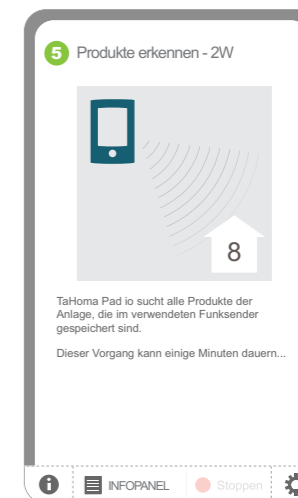 5 Produkte erkennen - 2W
8
TaHoma Pad io sucht alle Produkte der
Anlage, die im verwendeten Funksender
gespeichert sind.
Dieser Vorgang kann einige Minuten dauern...
i INFOPANEL Stoppen